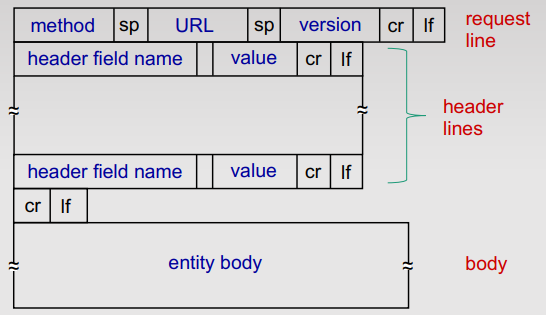 method sp URL sp version cr lf request line
header field name value cr lf
header lines
header field name value cr lf
cr lf
entity body body